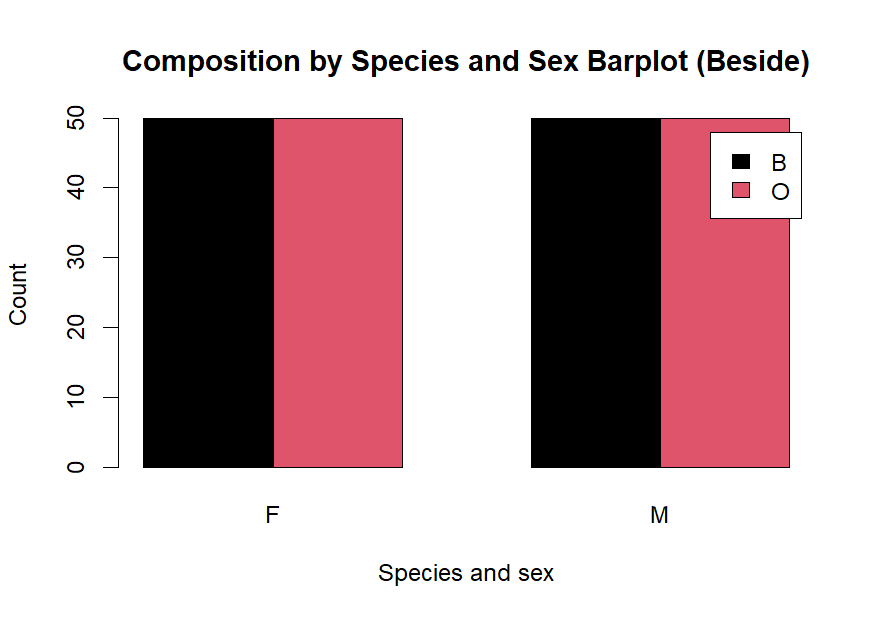 Composition by Species and Sex Barplot (Beside)
Count
50
40
30
20
10
0
B
O
F
M
Species and sex